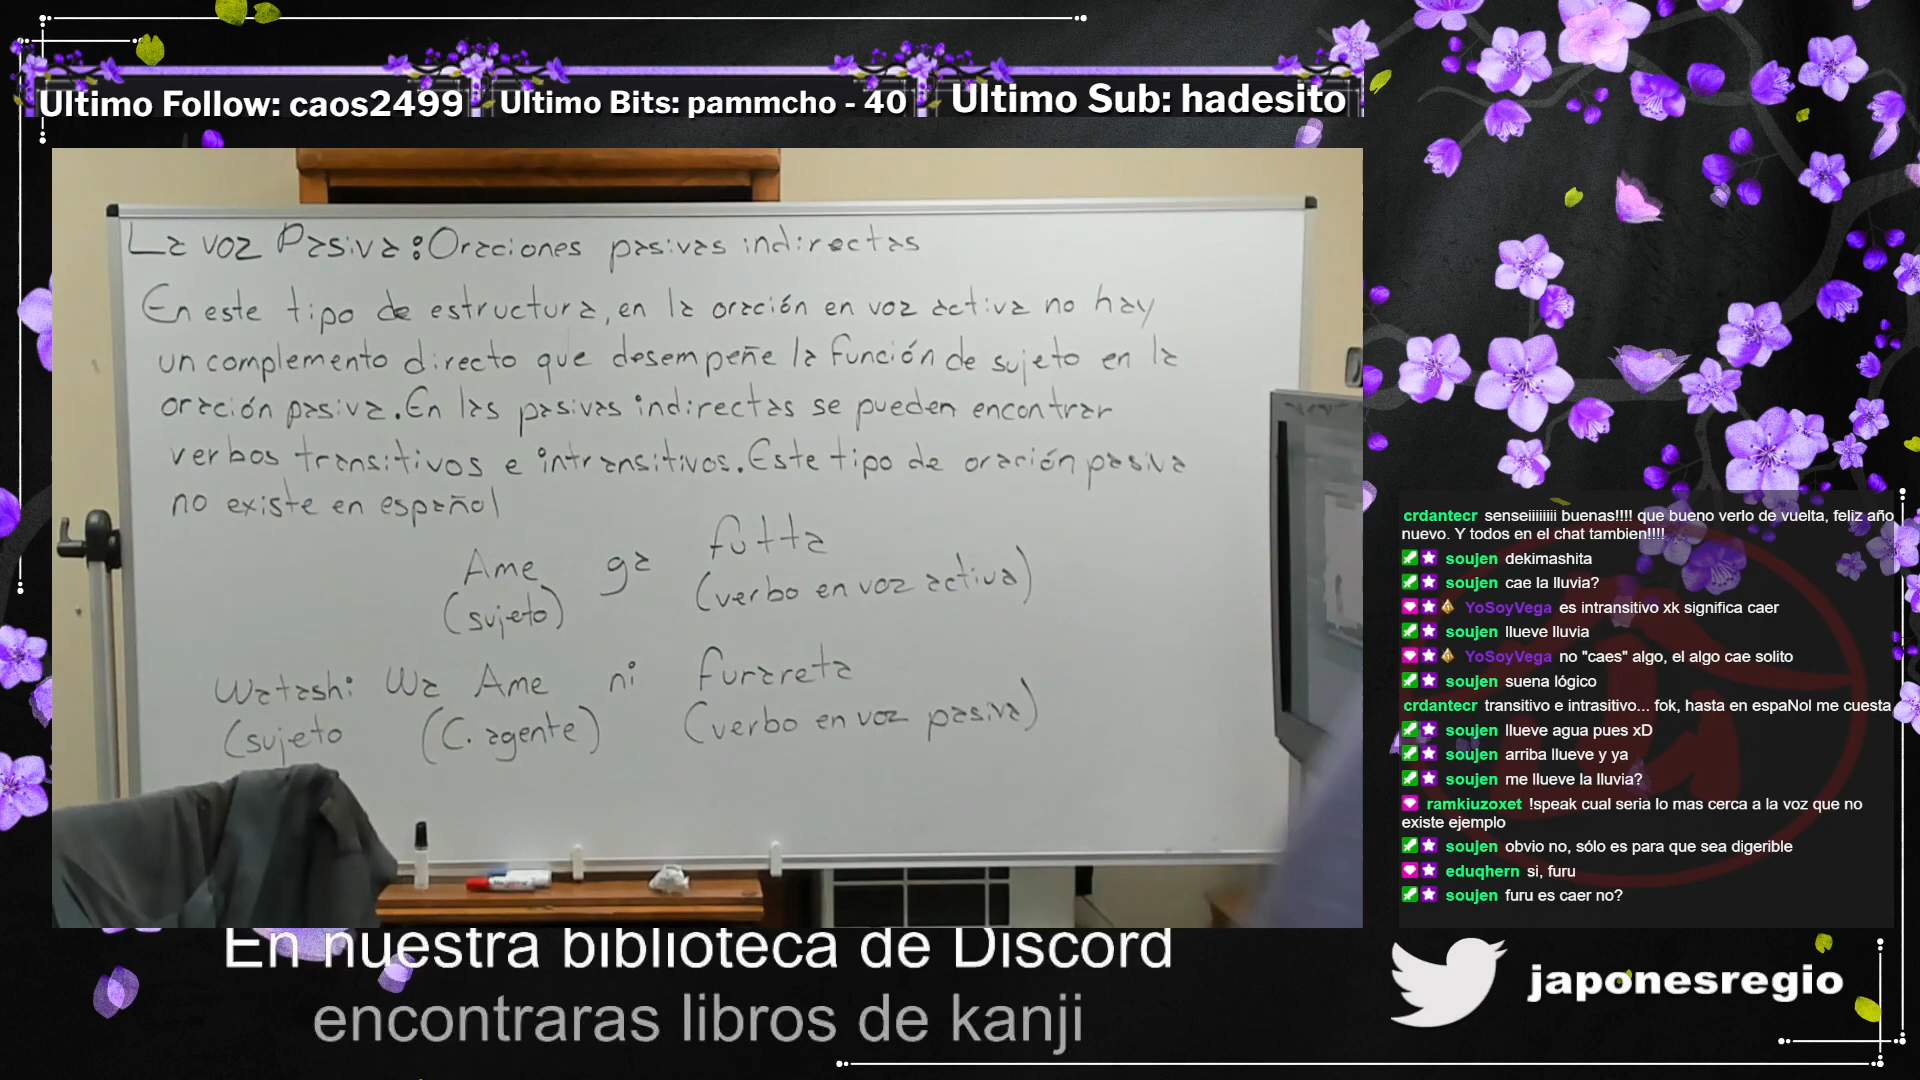 Ultimo Follow: caos2499
Ultimo Bits: pammcho - 40
Ultimo Sub: hadesito
La voz Pasiva: Oraciones pasivas indirectas
En este tipo de estructura, en la oración en voz activa no hay
un complemento directo que desempeñe la función de sujeto en la
oración pasiva. En las pasivas indirectas se pueden encontrar
verbos transitivos e intransitivos. Este tipo de oración pasiva
no existe en español
Ame ga futta
(sujeto) (verbo en voz activa)
Watashi Wa Ame ni furareta
(sujeto (C. agente) (verbo en voz pasiva)
crdantecr senseiiiiiiii buenas!!!! que bueno verlo de vuelta, feliz año
nuevo. Y todos en el chat tambien!!!!
soujen dekimashita
soujen cae la lluvia?
YoSoyVega es intransitivo xk significa caer
soujen llueve lluvia
YoSoyVega no "caes" algo, el algo cae solito
soujen suena lógico
crdantecr transitivo e intrasitivo... fok, hasta en espaNol me cuesta
soujen llueve agua pues xD
soujen arriba llueve y ya
soujen me llueve la lluvia?
ramkiuzoxet !speak cual seria lo mas cerca a la voz que no
existe ejemplo
soujen obvio no, sólo es para que sea digerible
eduqhern si, furu
soujen furu es caer no?
En nuestra biblioteca de Discord
encontraras libros de kanji
japonesregio